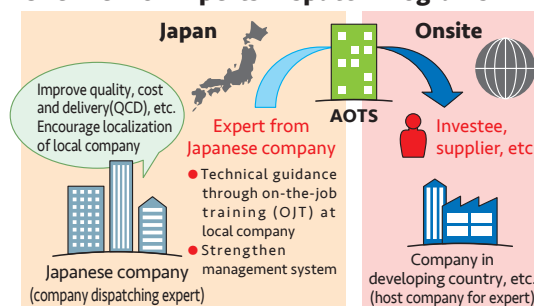 Japan
Onsite
Improve quality, cost
and delivery(QCD), etc.
Encourage localization
of local company
AOTS
Expert from
Japanese company
Investee,
supplier, etc
● Technical guidance
through on-the-job
training (OJT) at
local company
● Strengthen
management system
Japanese company
(company dispatching expert)
Company in
developing country, etc.
(host company for expert)